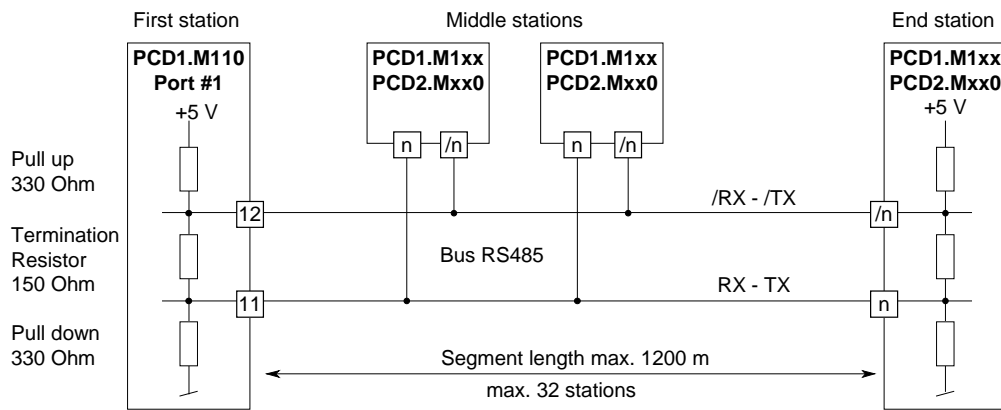 First station
Middle stations
End station
PCD1.M110
Port #1
+5 V
PCD1.M1xx
PCD2.Mxx0
PCD1.M1xx
PCD2.Mxx0
PCD1.M1xx
PCD2.Mxx0
+5 V
n
/n
n
/n
Pull up
330 Ohm
12
/RX - /TX
/n
Termination
Resistor
150 Ohm
Bus RS485
11
RX - TX
n
Pull down
330 Ohm
Segment length max. 1200 m
max. 32 stations